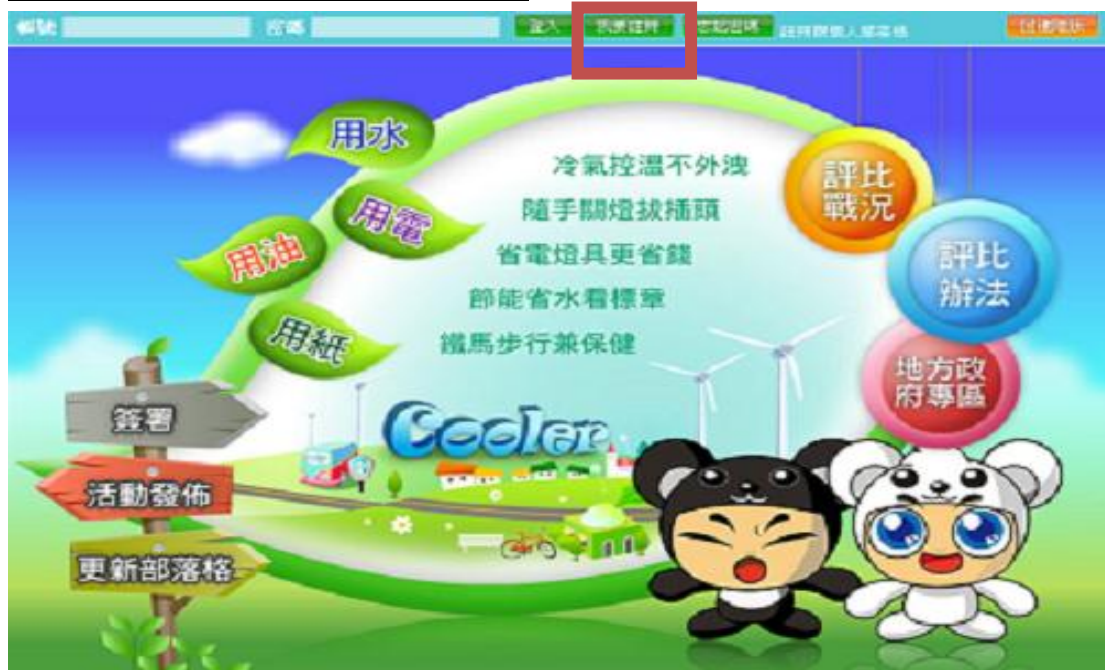 帳號
密碼
登入
忘記密碼
用水
用電
用油
用紙
冷氣控溫不外洩
隨手關燈拔插頭
省電燈具更省錢
節能省水看標章
鐵馬步行兼保健
評比
戰況
評比
辦法
地方政
府專區
簽署
活動發佈
更新部落格
Cooler